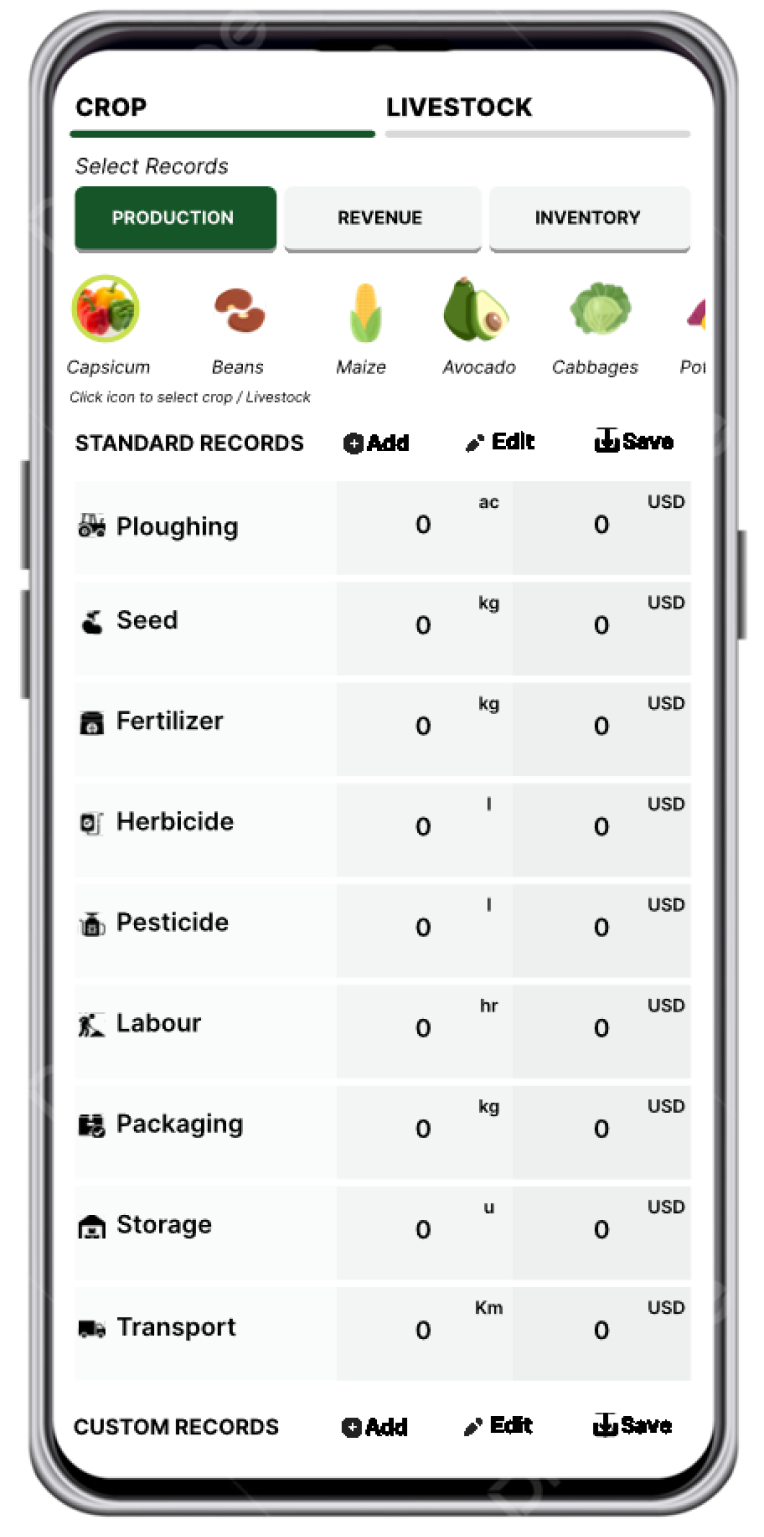 CROP LIVESTOCK
Select Records
PRODUCTION REVENUE INVENTORY
Capsicum Beans Maize Avocado Cabbages Pot
Click icon to select crop / Livestock
STANDARD RECORDS Add Edit Save
Ploughing 0 ac 0 USD
Seed 0 kg 0 USD
Fertilizer 0 kg 0 USD
Herbicide 0 l 0 USD
Pesticide 0 l 0 USD
Labour 0 hr 0 USD
Packaging 0 kg 0 USD
Storage 0 u 0 USD
Transport 0 Km 0 USD
CUSTOM RECORDS Add Edit Save